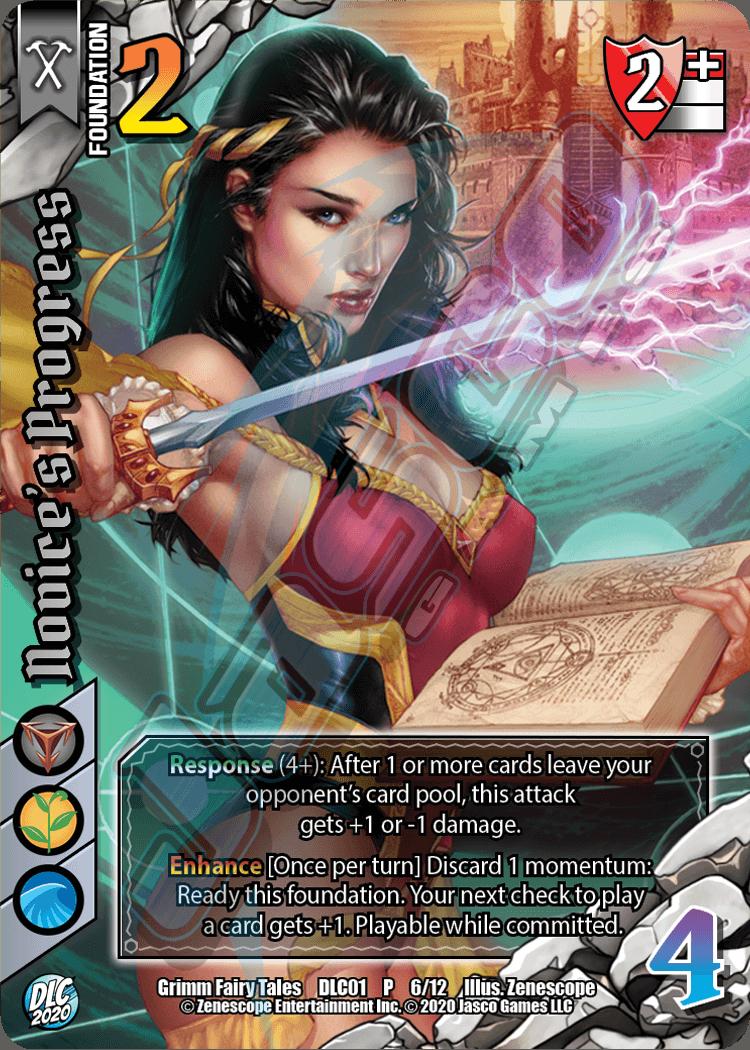 FOUNDATION
2
2
+
Novice's Progress
Response (4+): After 1 or more cards leave your
opponent's card pool, this attack
gets +1 or -1 damage.
Enhance [Once per turn] Discard 1 momentum:
Ready this foundation. Your next check to play
a card gets +1. Playable while committed.
4
DLC
2020
Grimm Fairy Tales DLC01 P 6/12 Illus. Zenescope
© Zenescope Entertainment Inc. © 2020 Jasco Games LLC